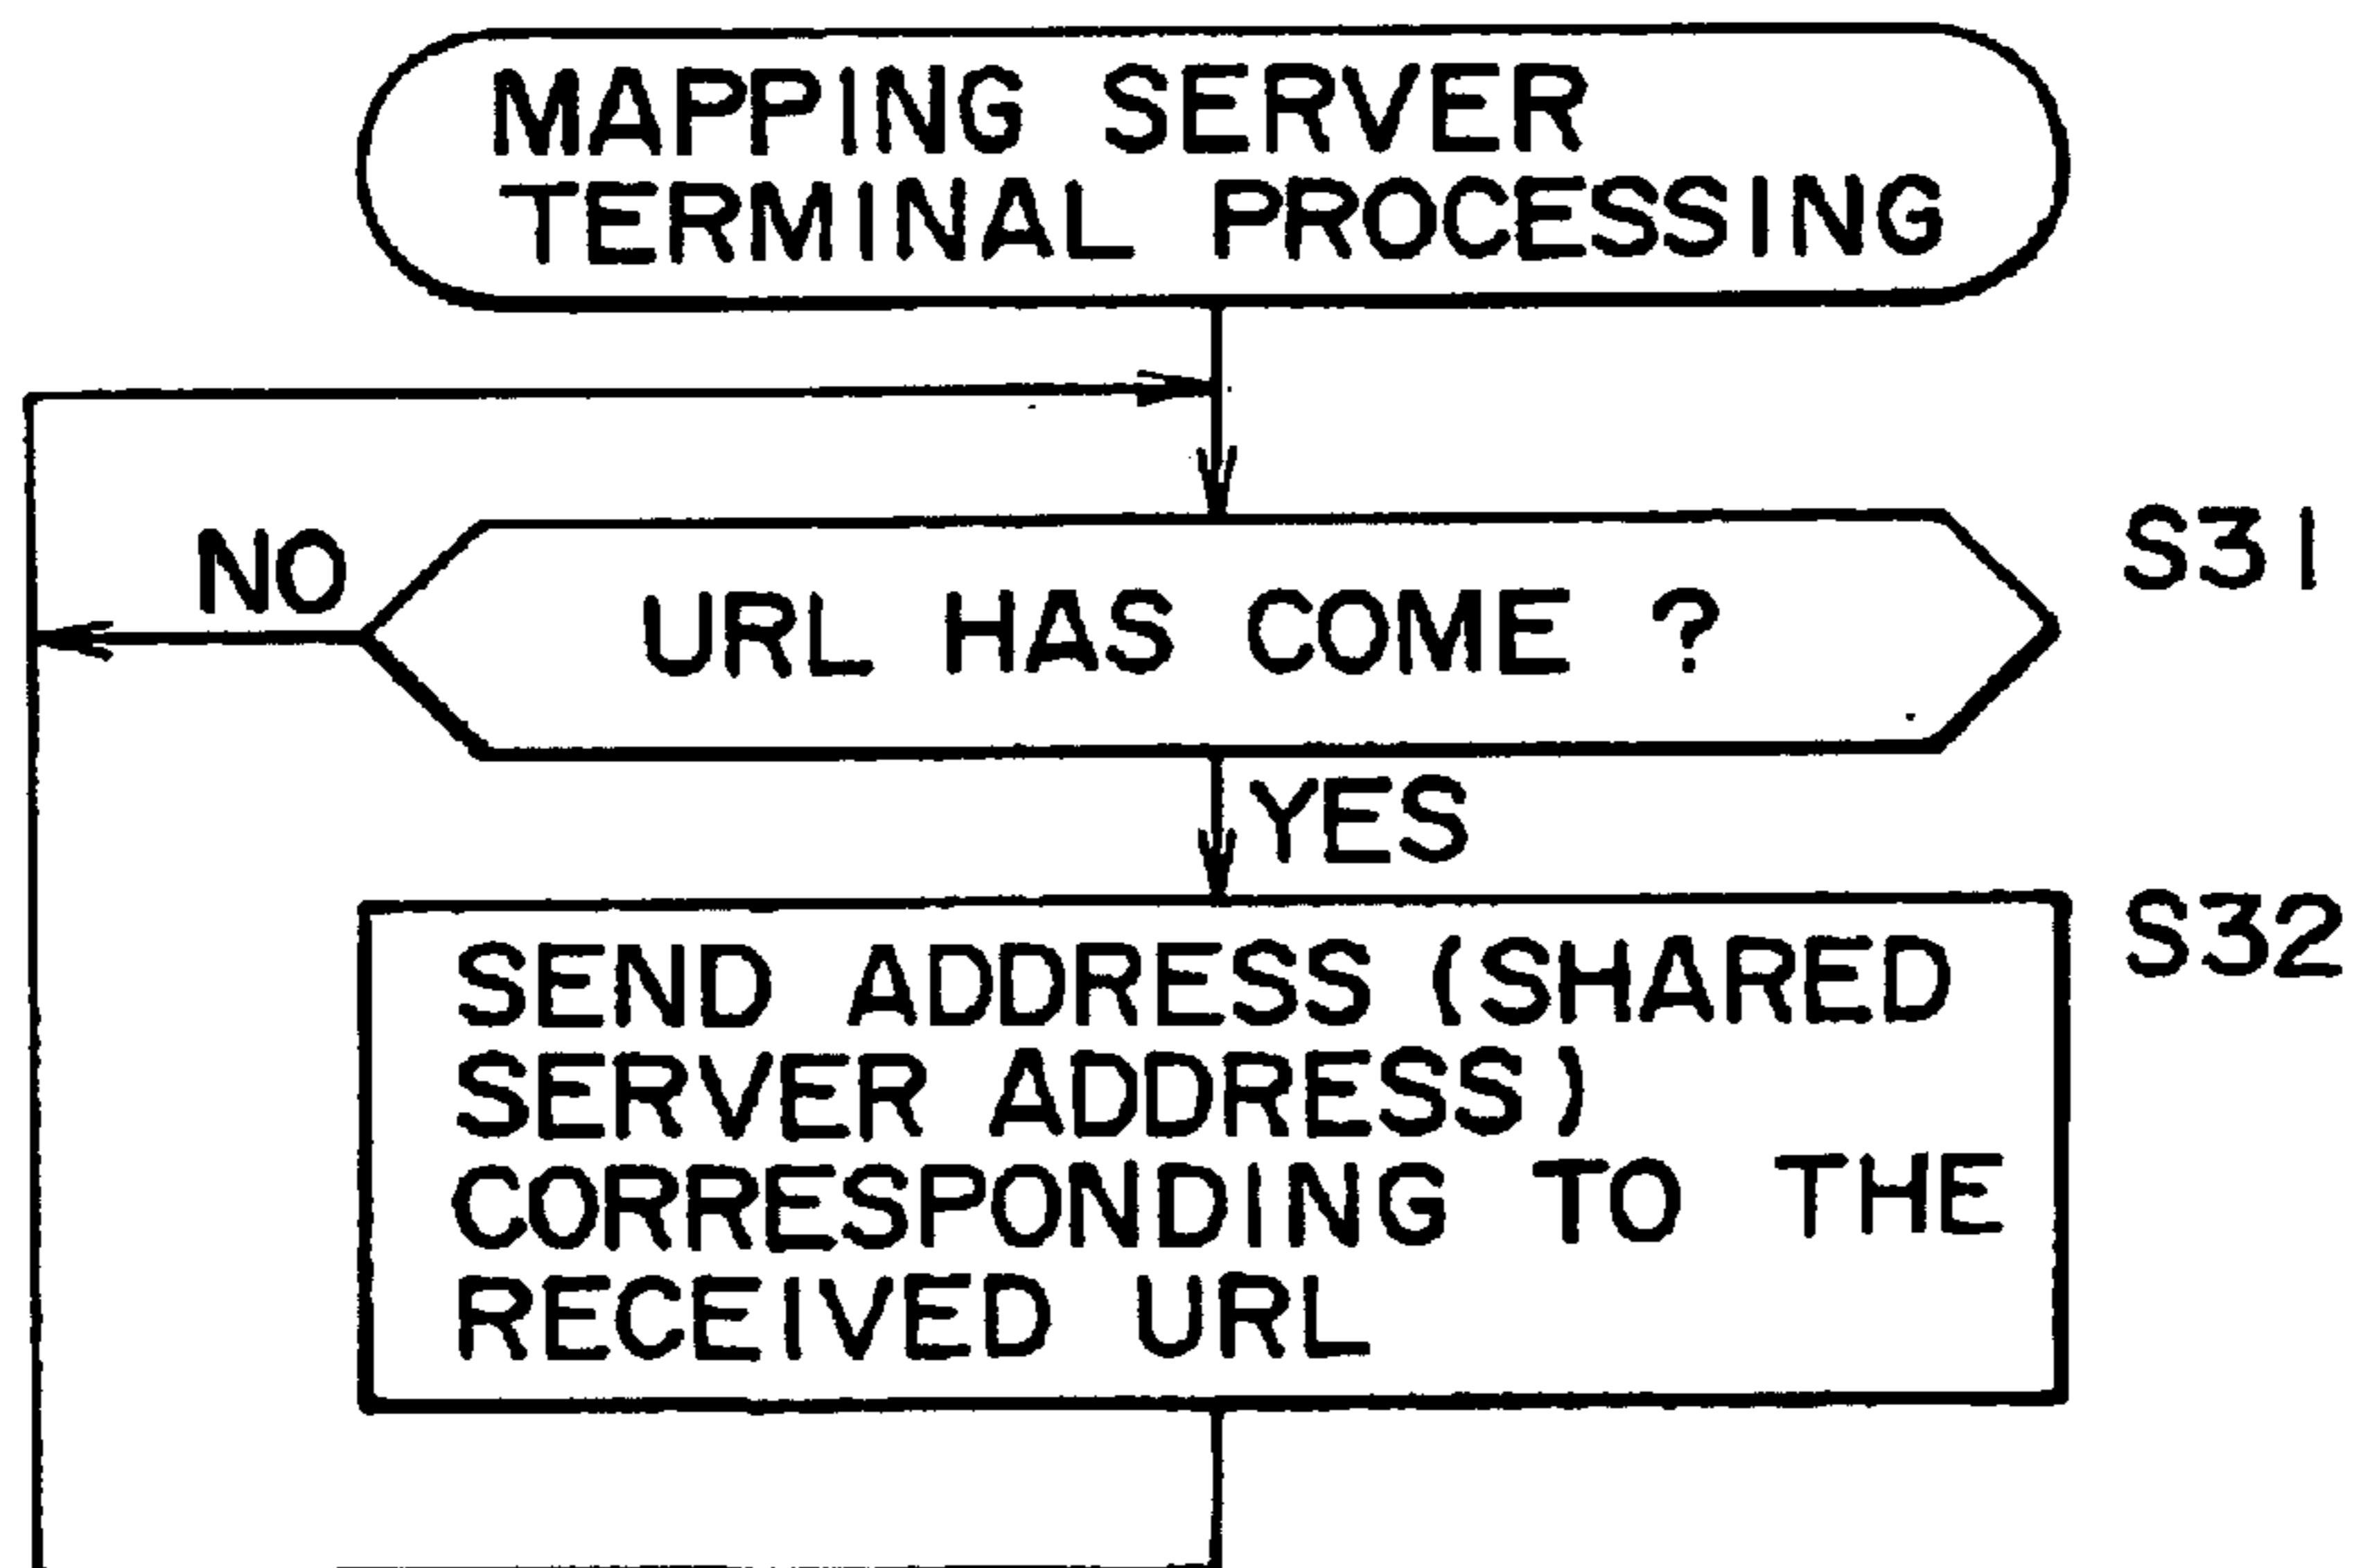 MAPPING SERVER
TERMINAL PROCESSING
NO
URL HAS COME ?
S31
YES
S32
SEND ADDRESS (SHARED
SERVER ADDRESS)
CORRESPONDING TO THE
RECEIVED URL